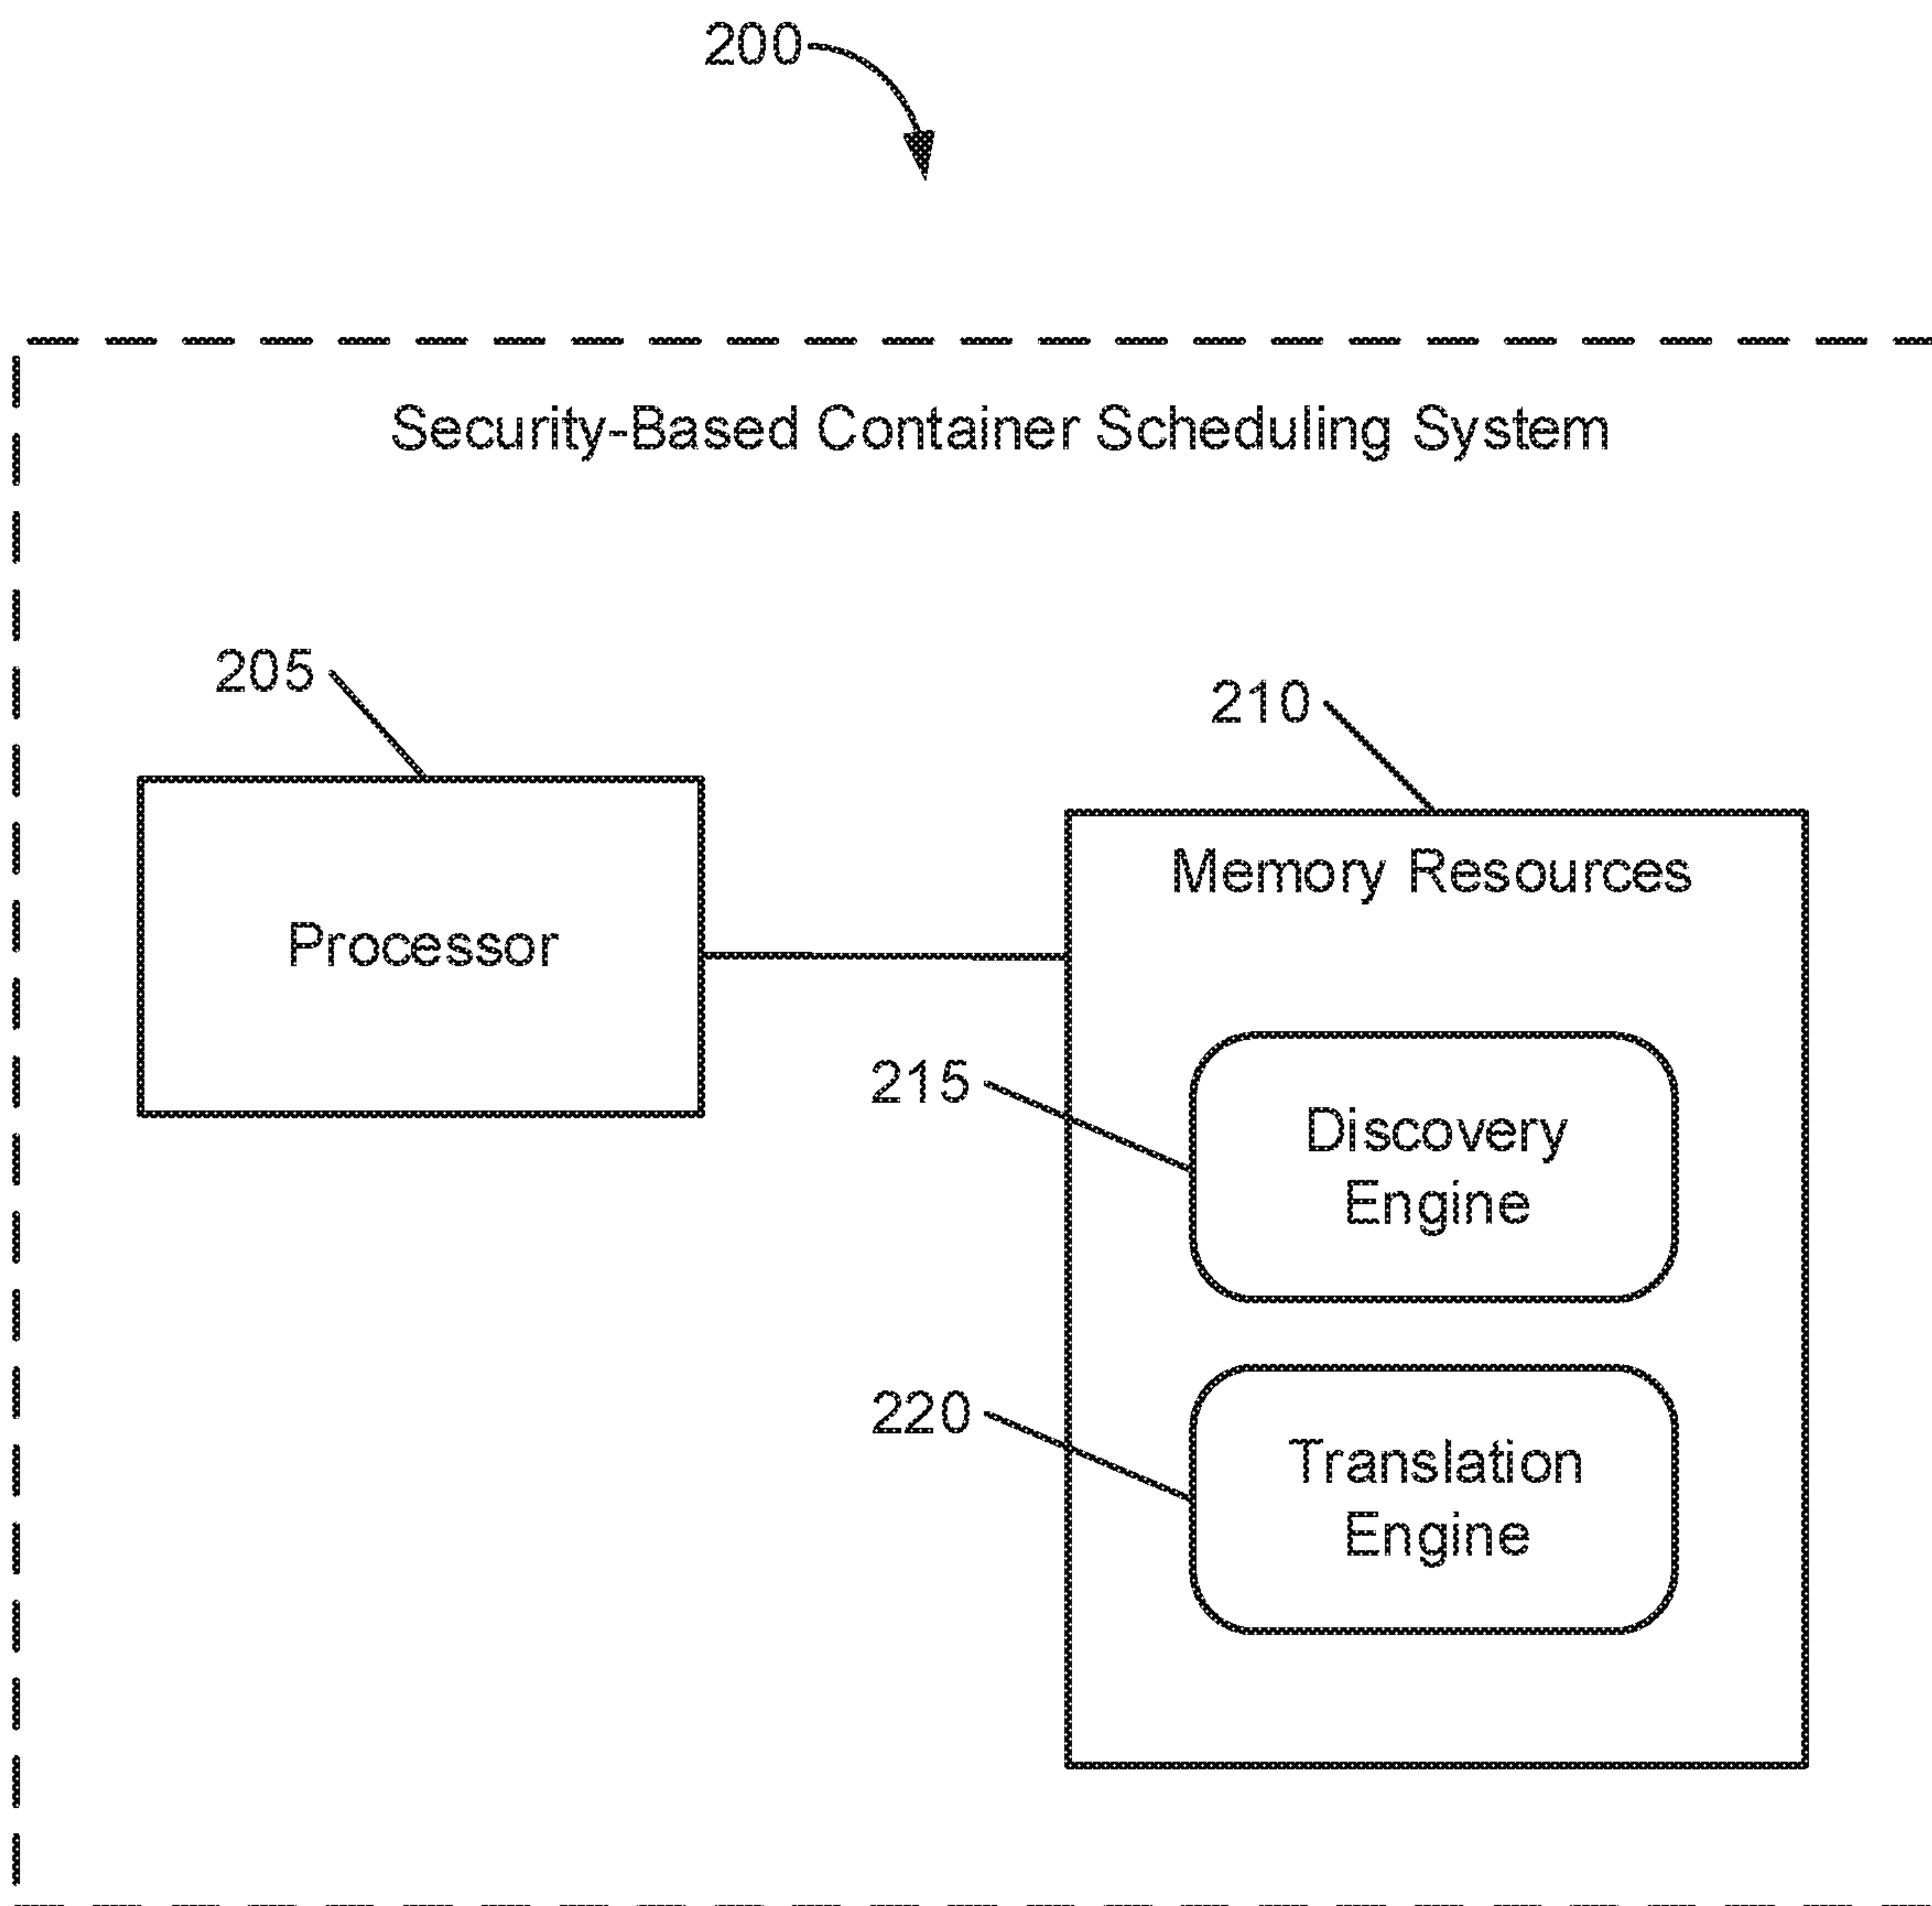 200
Security-Based Container Scheduling System
205
210
Memory Resources
Processor
215
Discovery
Engine
220
Translation
Engine